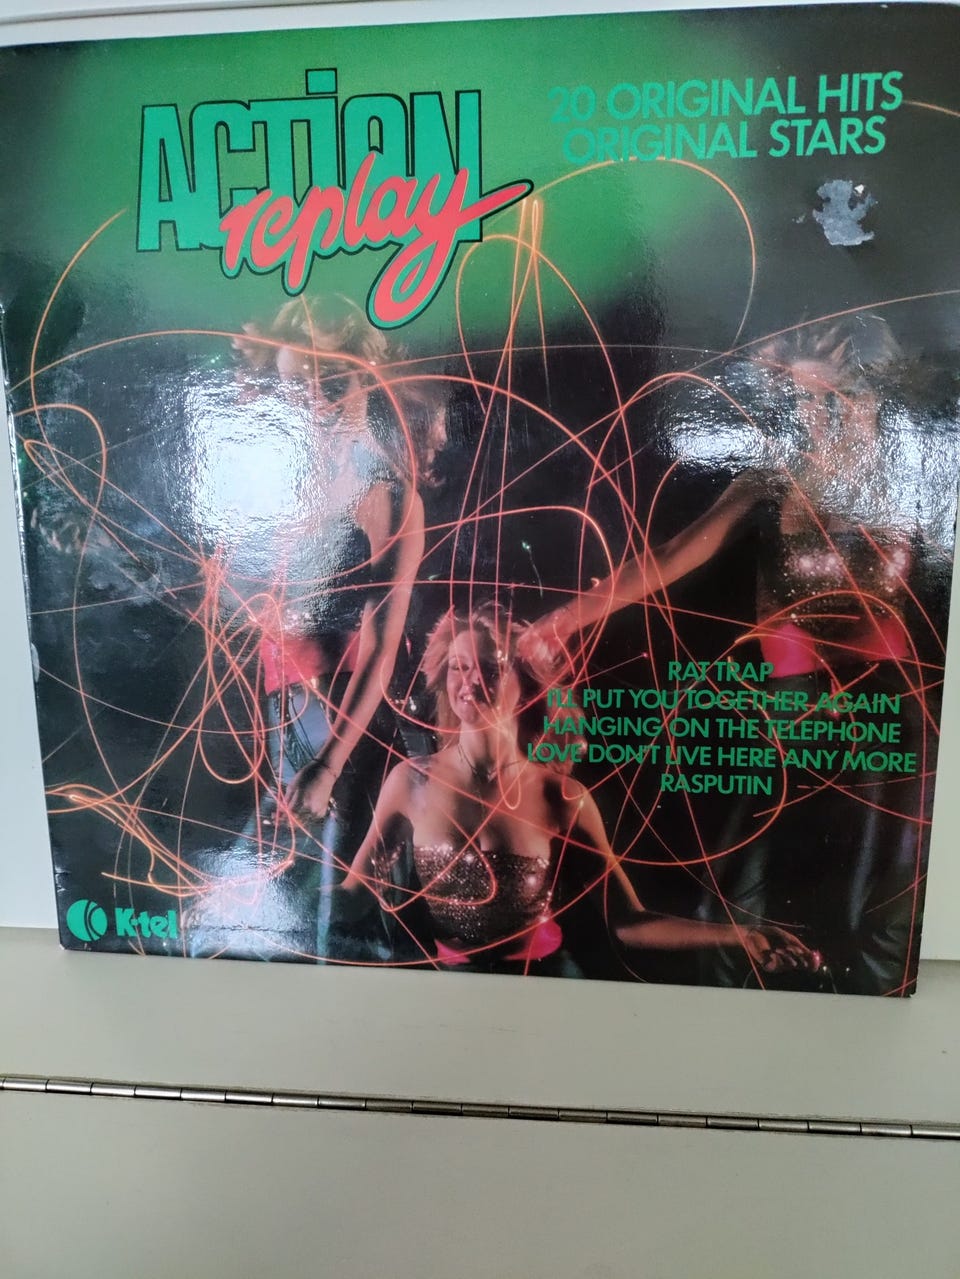 ACTION
replay
20 ORIGINAL HITS
ORIGINAL STARS
RAT TRAP
I'LL PUT YOU TOGETHER AGAIN
HANGING ON THE TELEPHONE
LOVE DON'T LIVE HERE ANY MORE
RASPUTIN
K-tel